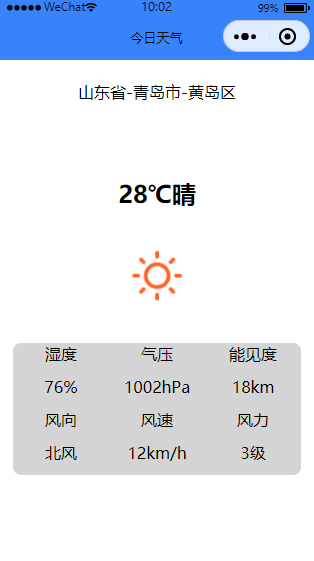 WeChat 10:02 99%
今日天气
山东省-青岛市-黄岛区
28℃晴
湿度 气压 能见度
76% 1002hPa 18km
风向 风速 风力
北风 12km/h 3级